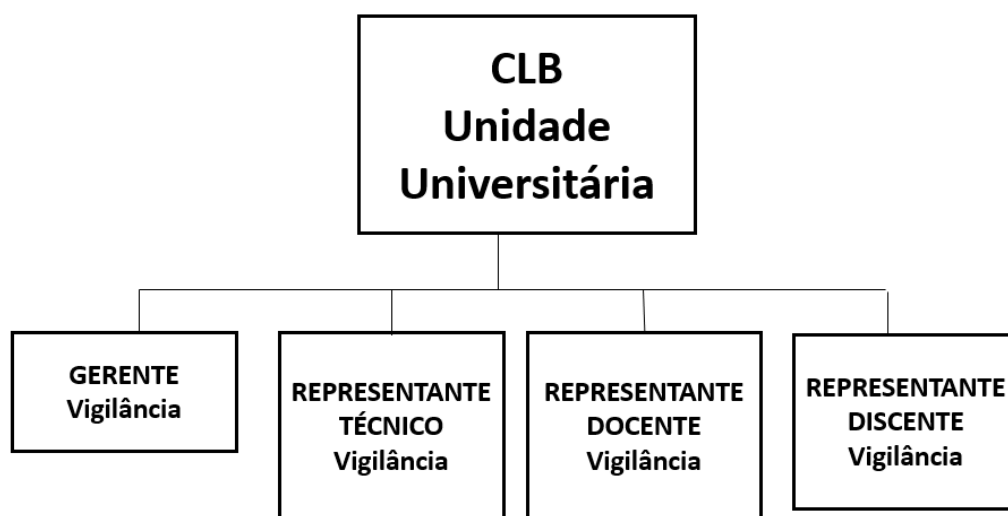 CLB
Unidade
Universitária
GERENTE
Vigilância
REPRESENTANTE
TÉCNICO
Vigilância
REPRESENTANTE
DOCENTE
Vigilância
REPRESENTANTE
DISCENTE
Vigilância